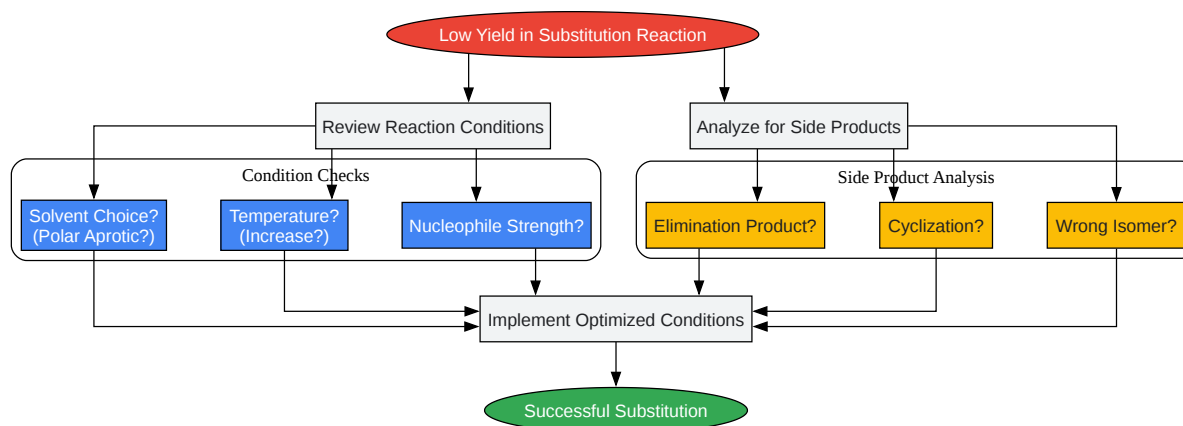 Low Yield in Substitution Reaction
Review Reaction Conditions
Analyze for Side Products
Condition Checks
Side Product Analysis
Solvent Choice?
(Polar Aprotic?)
Temperature?
(Increase?)
Nucleophile Strength?
Elimination Product?
Cyclization?
Wrong Isomer?
Implement Optimized Conditions
Successful Substitution